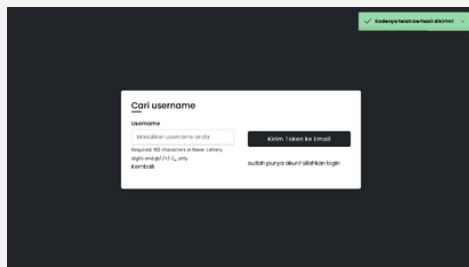 Kodenya telah berhasil dikirim!
Cari username
Username
Masukkan username anda
Required. 150 characters or fewer. Letters,
digits and @/./+/-/_ only.
Kembali
Kirim Token ke Email
sudah punya akun? silahkan login